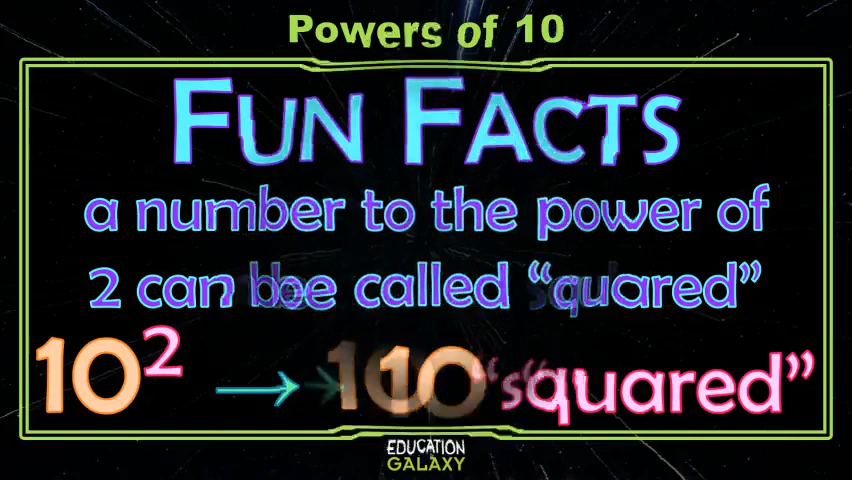 Powers of 10
FUN FACTS
a number to the power of
2 can be called “squared”
10² → 10 “squared”
EDUCATION
GALAXY